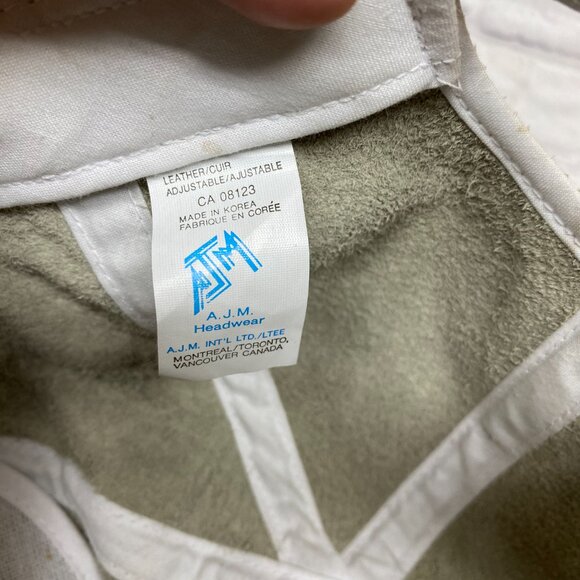 LEATHER/CUIR
ADJUSTABLE/AJUSTABLE
CA 08123
MADE IN KOREA
FABRIQUE EN CORÉE
AJM
A.J.M.
Headwear
A.J.M. INT'L LTD./LTEE
MONTREAL/TORONTO,
VANCOUVER CANADA